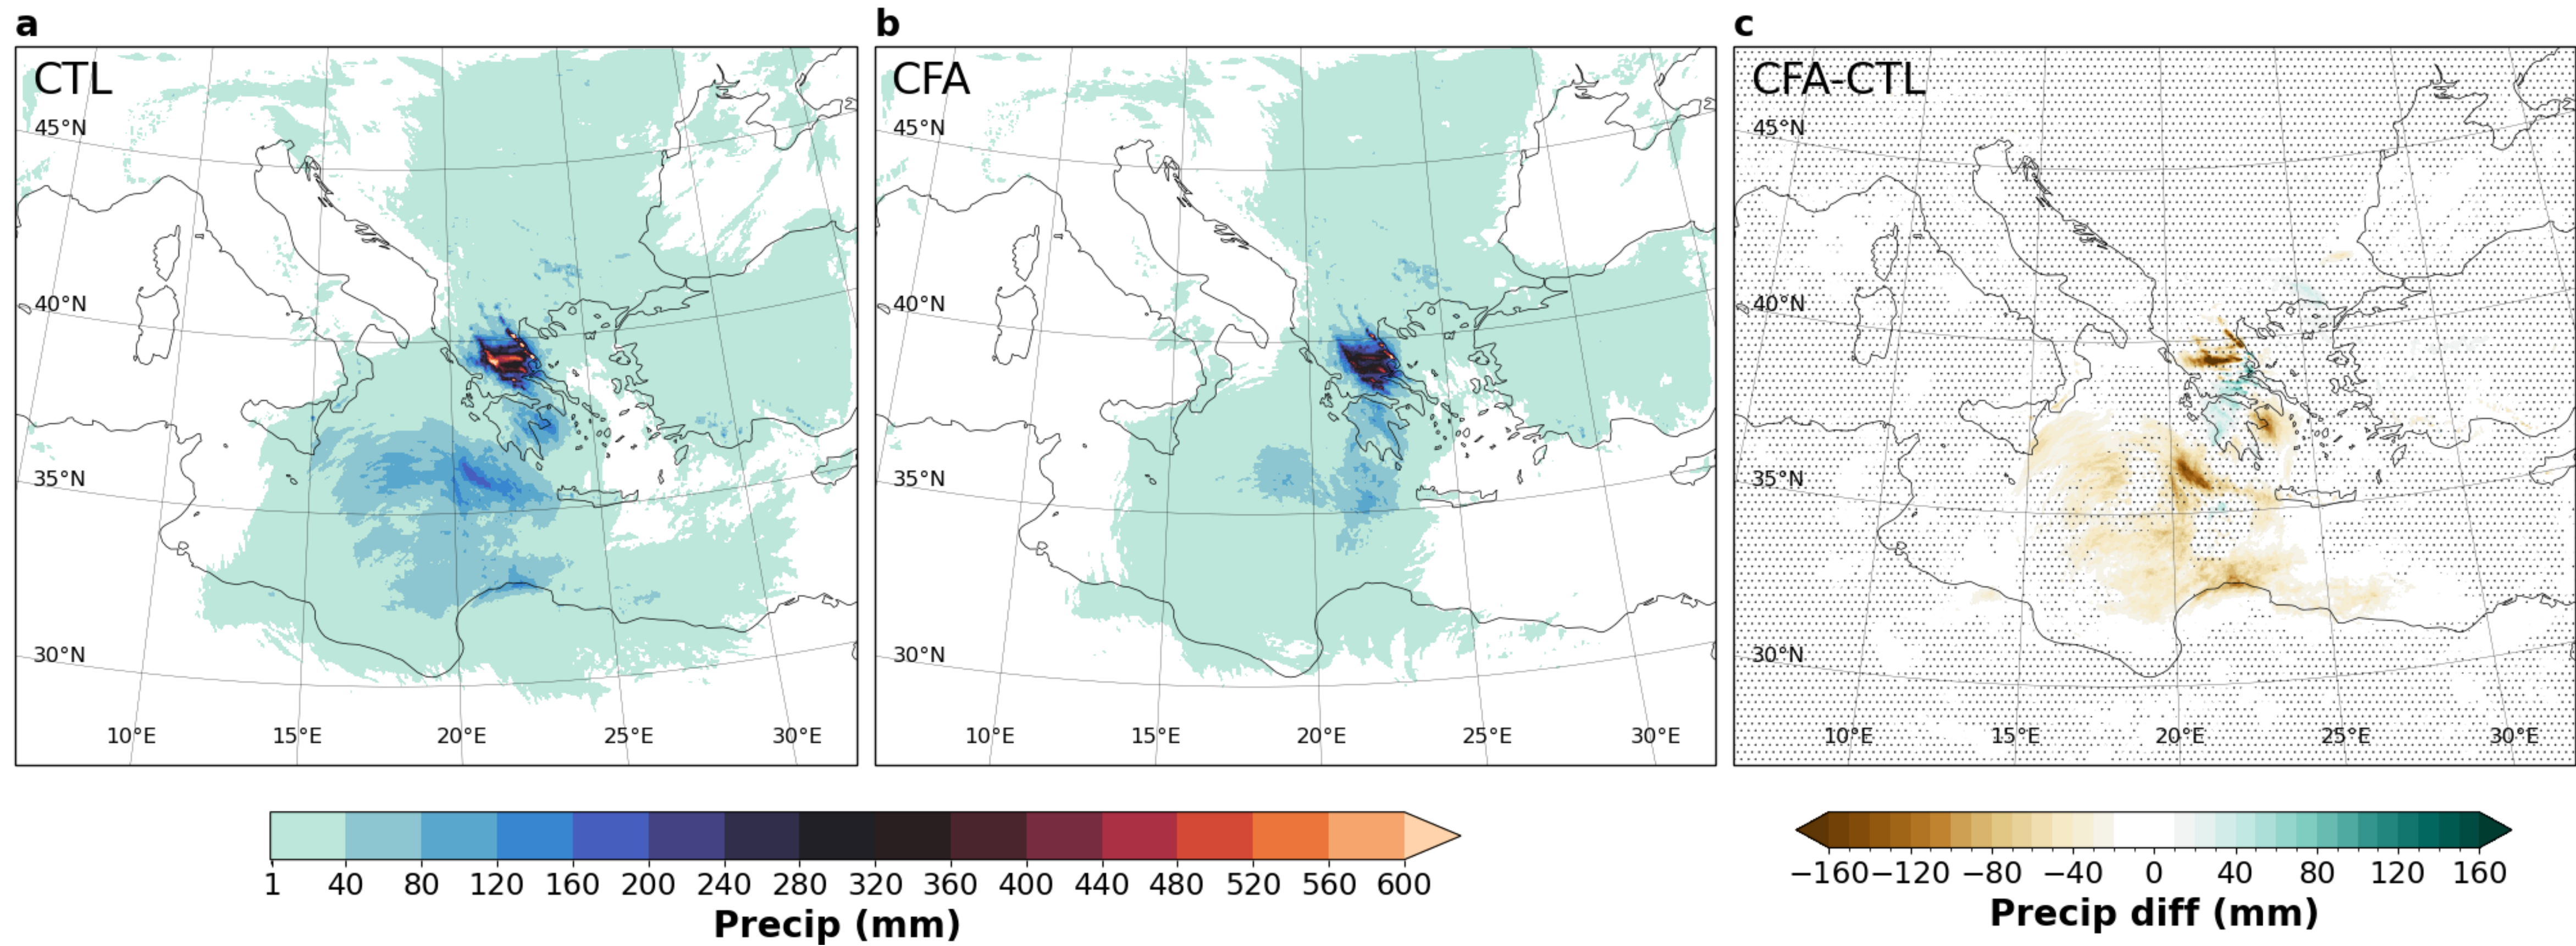 a
b
c
CTL
CFA
CFA-CTL
45°N
40°N
35°N
30°N
10°E 15°E 20°E 25°E 30°E
45°N
40°N
35°N
30°N
10°E 15°E 20°E 25°E 30°E
45°N
40°N
35°N
30°N
10°E 15°E 20°E 25°E 30°E
1 40 80 120 160 200 240 280 320 360 400 440 480 520 560 600
Precip (mm)
−160 −120 −80 −40 0 40 80 120 160
Precip diff (mm)